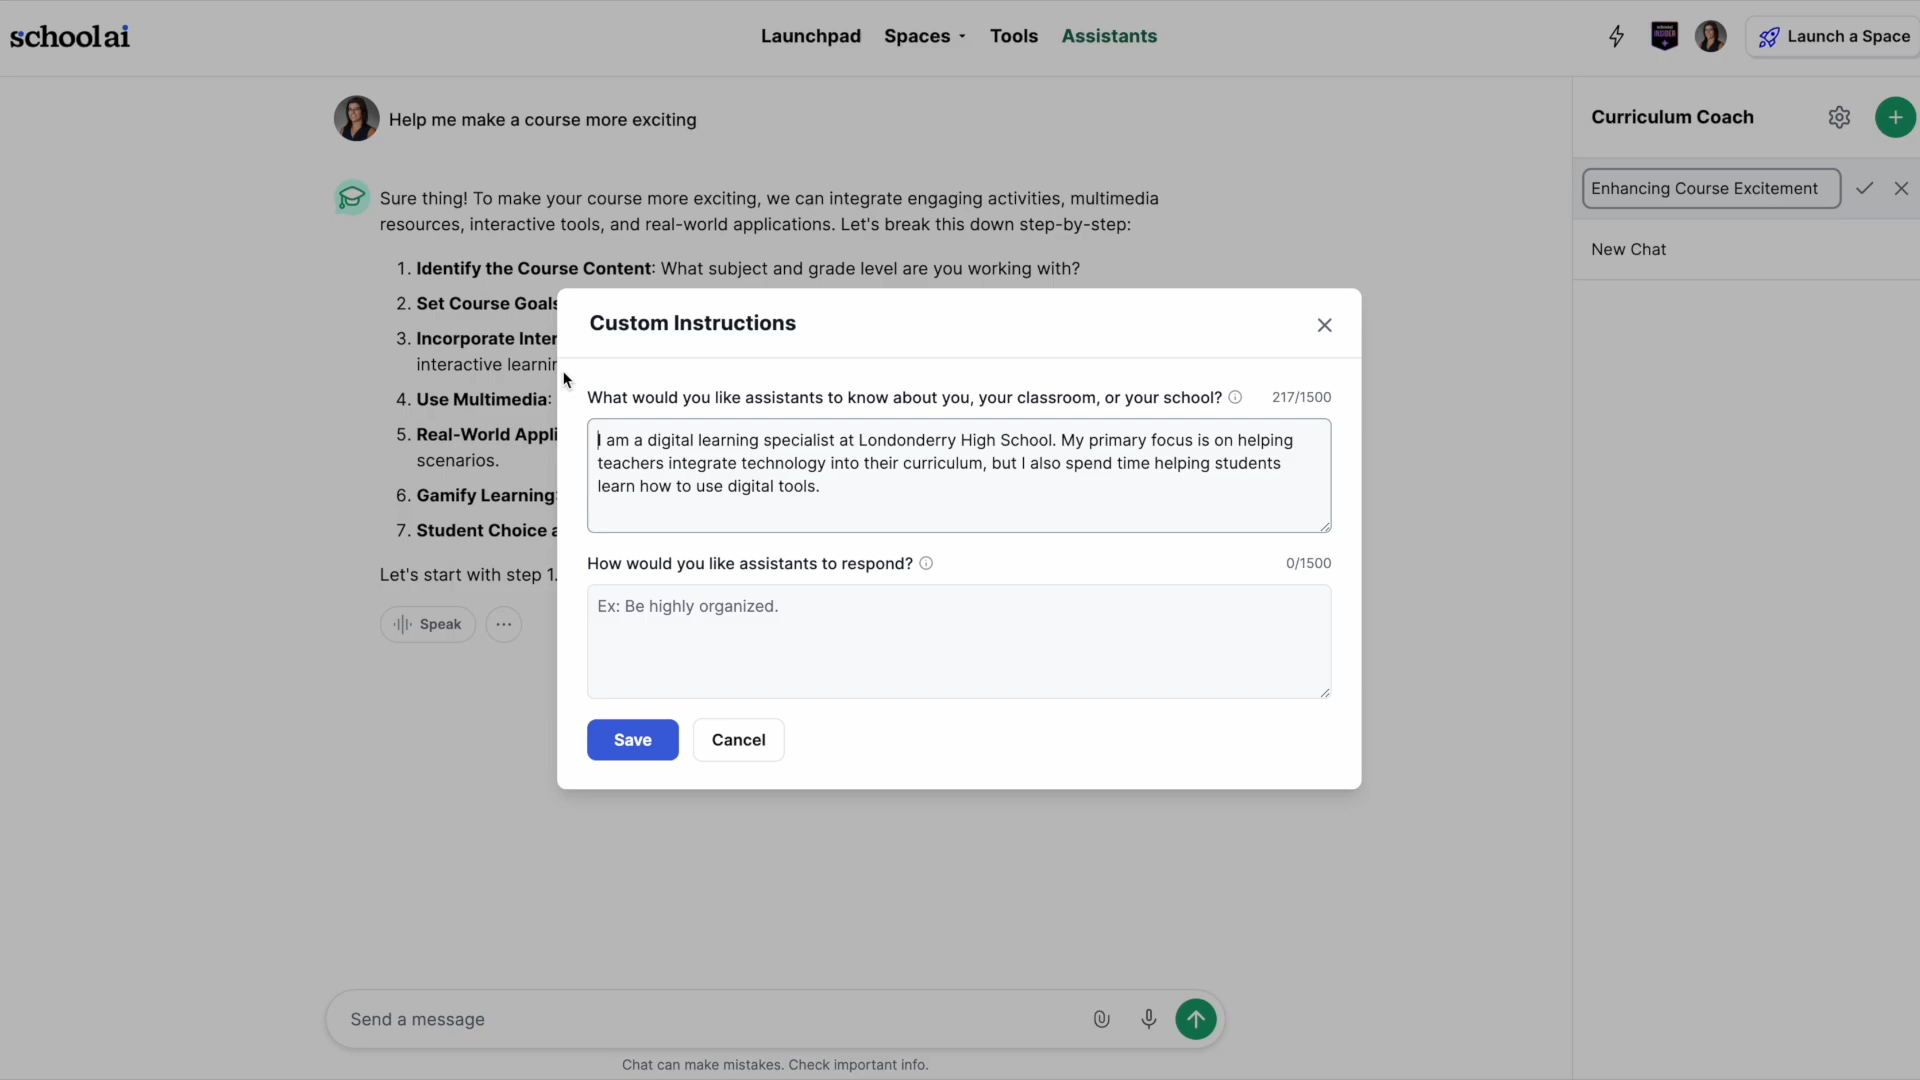 school ai
Launchpad
Spaces
Tools
Assistants
Launch a Space
Help me make a course more exciting
Sure thing! To make your course more exciting, we can integrate engaging activities, multimedia
resources, interactive tools, and real-world applications. Let's break this down step-by-step:
1. Identify the Course Content: What subject and grade level are you working with?
2. Set Course Goals
3. Incorporate Inter
interactive learnin
4. Use Multimedia:
5. Real-World Appli
scenarios.
6. Gamify Learning
7. Student Choice a
Let's start with step 1.
Speak
Custom Instructions
What would you like assistants to know about you, your classroom, or your school?
217/1500
I am a digital learning specialist at Londonderry High School. My primary focus is on helping
teachers integrate technology into their curriculum, but I also spend time helping students
learn how to use digital tools.
How would you like assistants to respond?
0/1500
Ex: Be highly organized.
Save
Cancel
Curriculum Coach
Enhancing Course Excitement
New Chat
Send a message
Chat can make mistakes. Check important info.